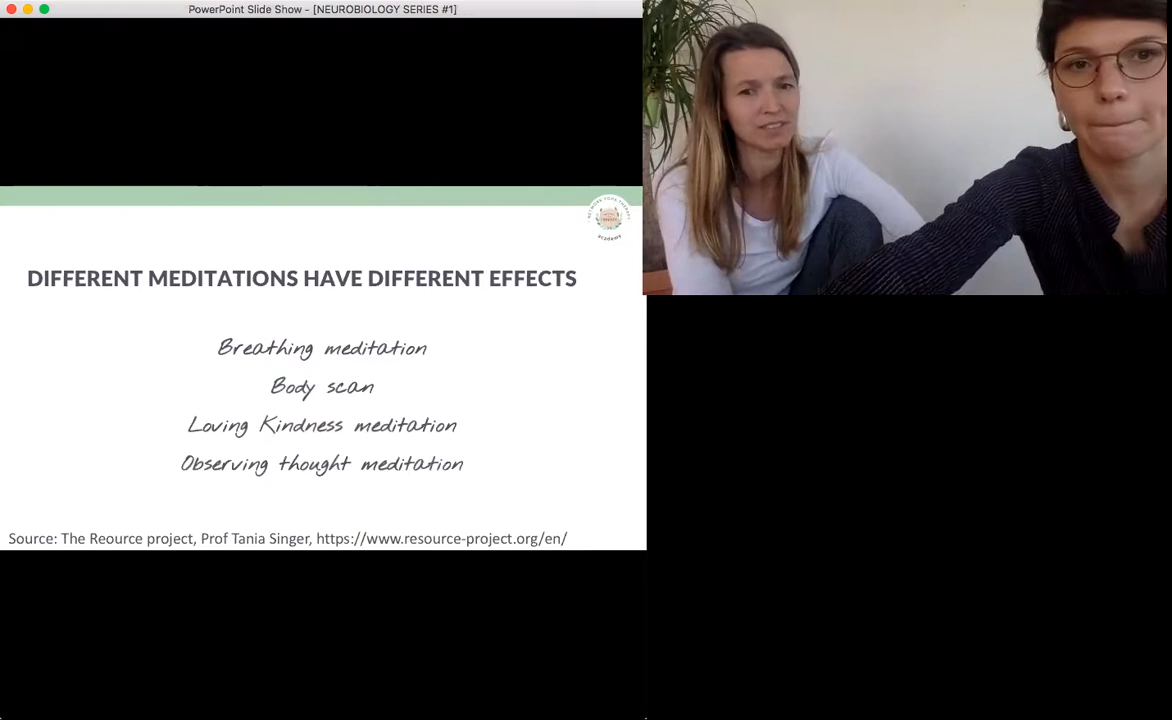 PowerPoint Slide Show - [NEUROBIOLOGY SERIES #1]
DIFFERENT MEDITATIONS HAVE DIFFERENT EFFECTS
Breathing meditation
Body scan
Loving Kindness meditation
Observing thought meditation
Source: The Reource project, Prof Tania Singer, https://www.resource-project.org/en/
academy